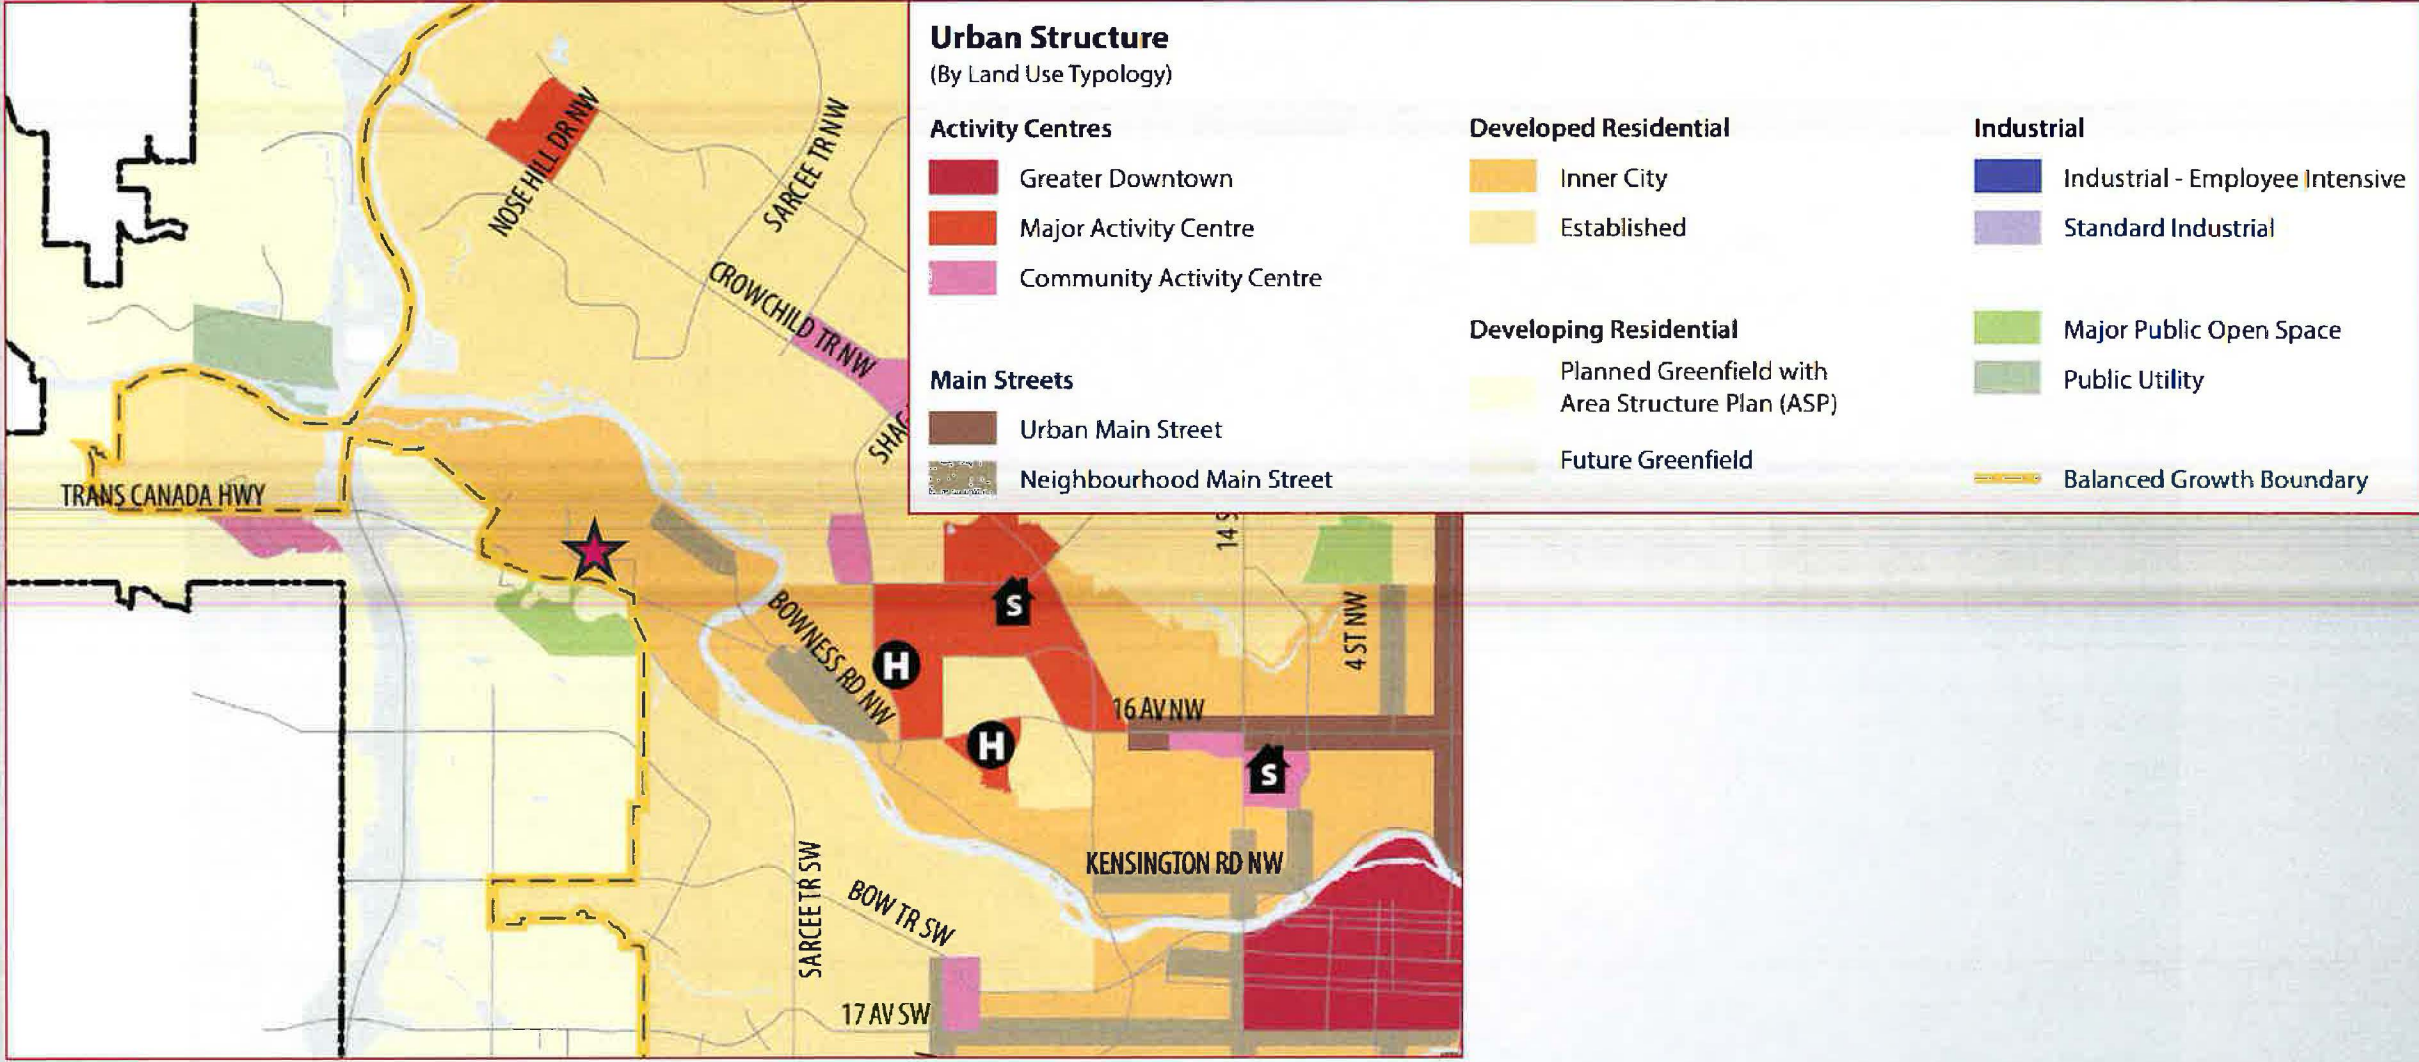 Urban Structure
(By Land Use Typology)
Activity Centres
Greater Downtown
Major Activity Centre
Community Activity Centre
Main Streets
Urban Main Street
Neighbourhood Main Street
Developed Residential
Inner City
Established
Developing Residential
Planned Greenfield with
Area Structure Plan (ASP)
Future Greenfield
Industrial
Industrial - Employee Intensive
Standard Industrial
Major Public Open Space
Public Utility
Balanced Growth Boundary
NOSE HILL DR NW
SARCEE TR NW
CROWCHILD TR NW
SHAG
TRANS CANADA HWY
14 S
4 ST NW
BOWNESS RD NW
S
H
H
16 AV NW
S
KENSINGTON RD NW
SARCEE TR SW
BOW TR SW
17 AV SW